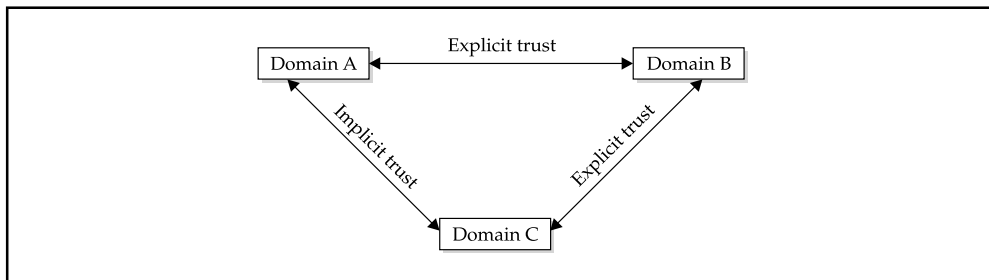 Explicit trust
Domain A
Domain B
Implicit trust
Explicit trust
Domain C